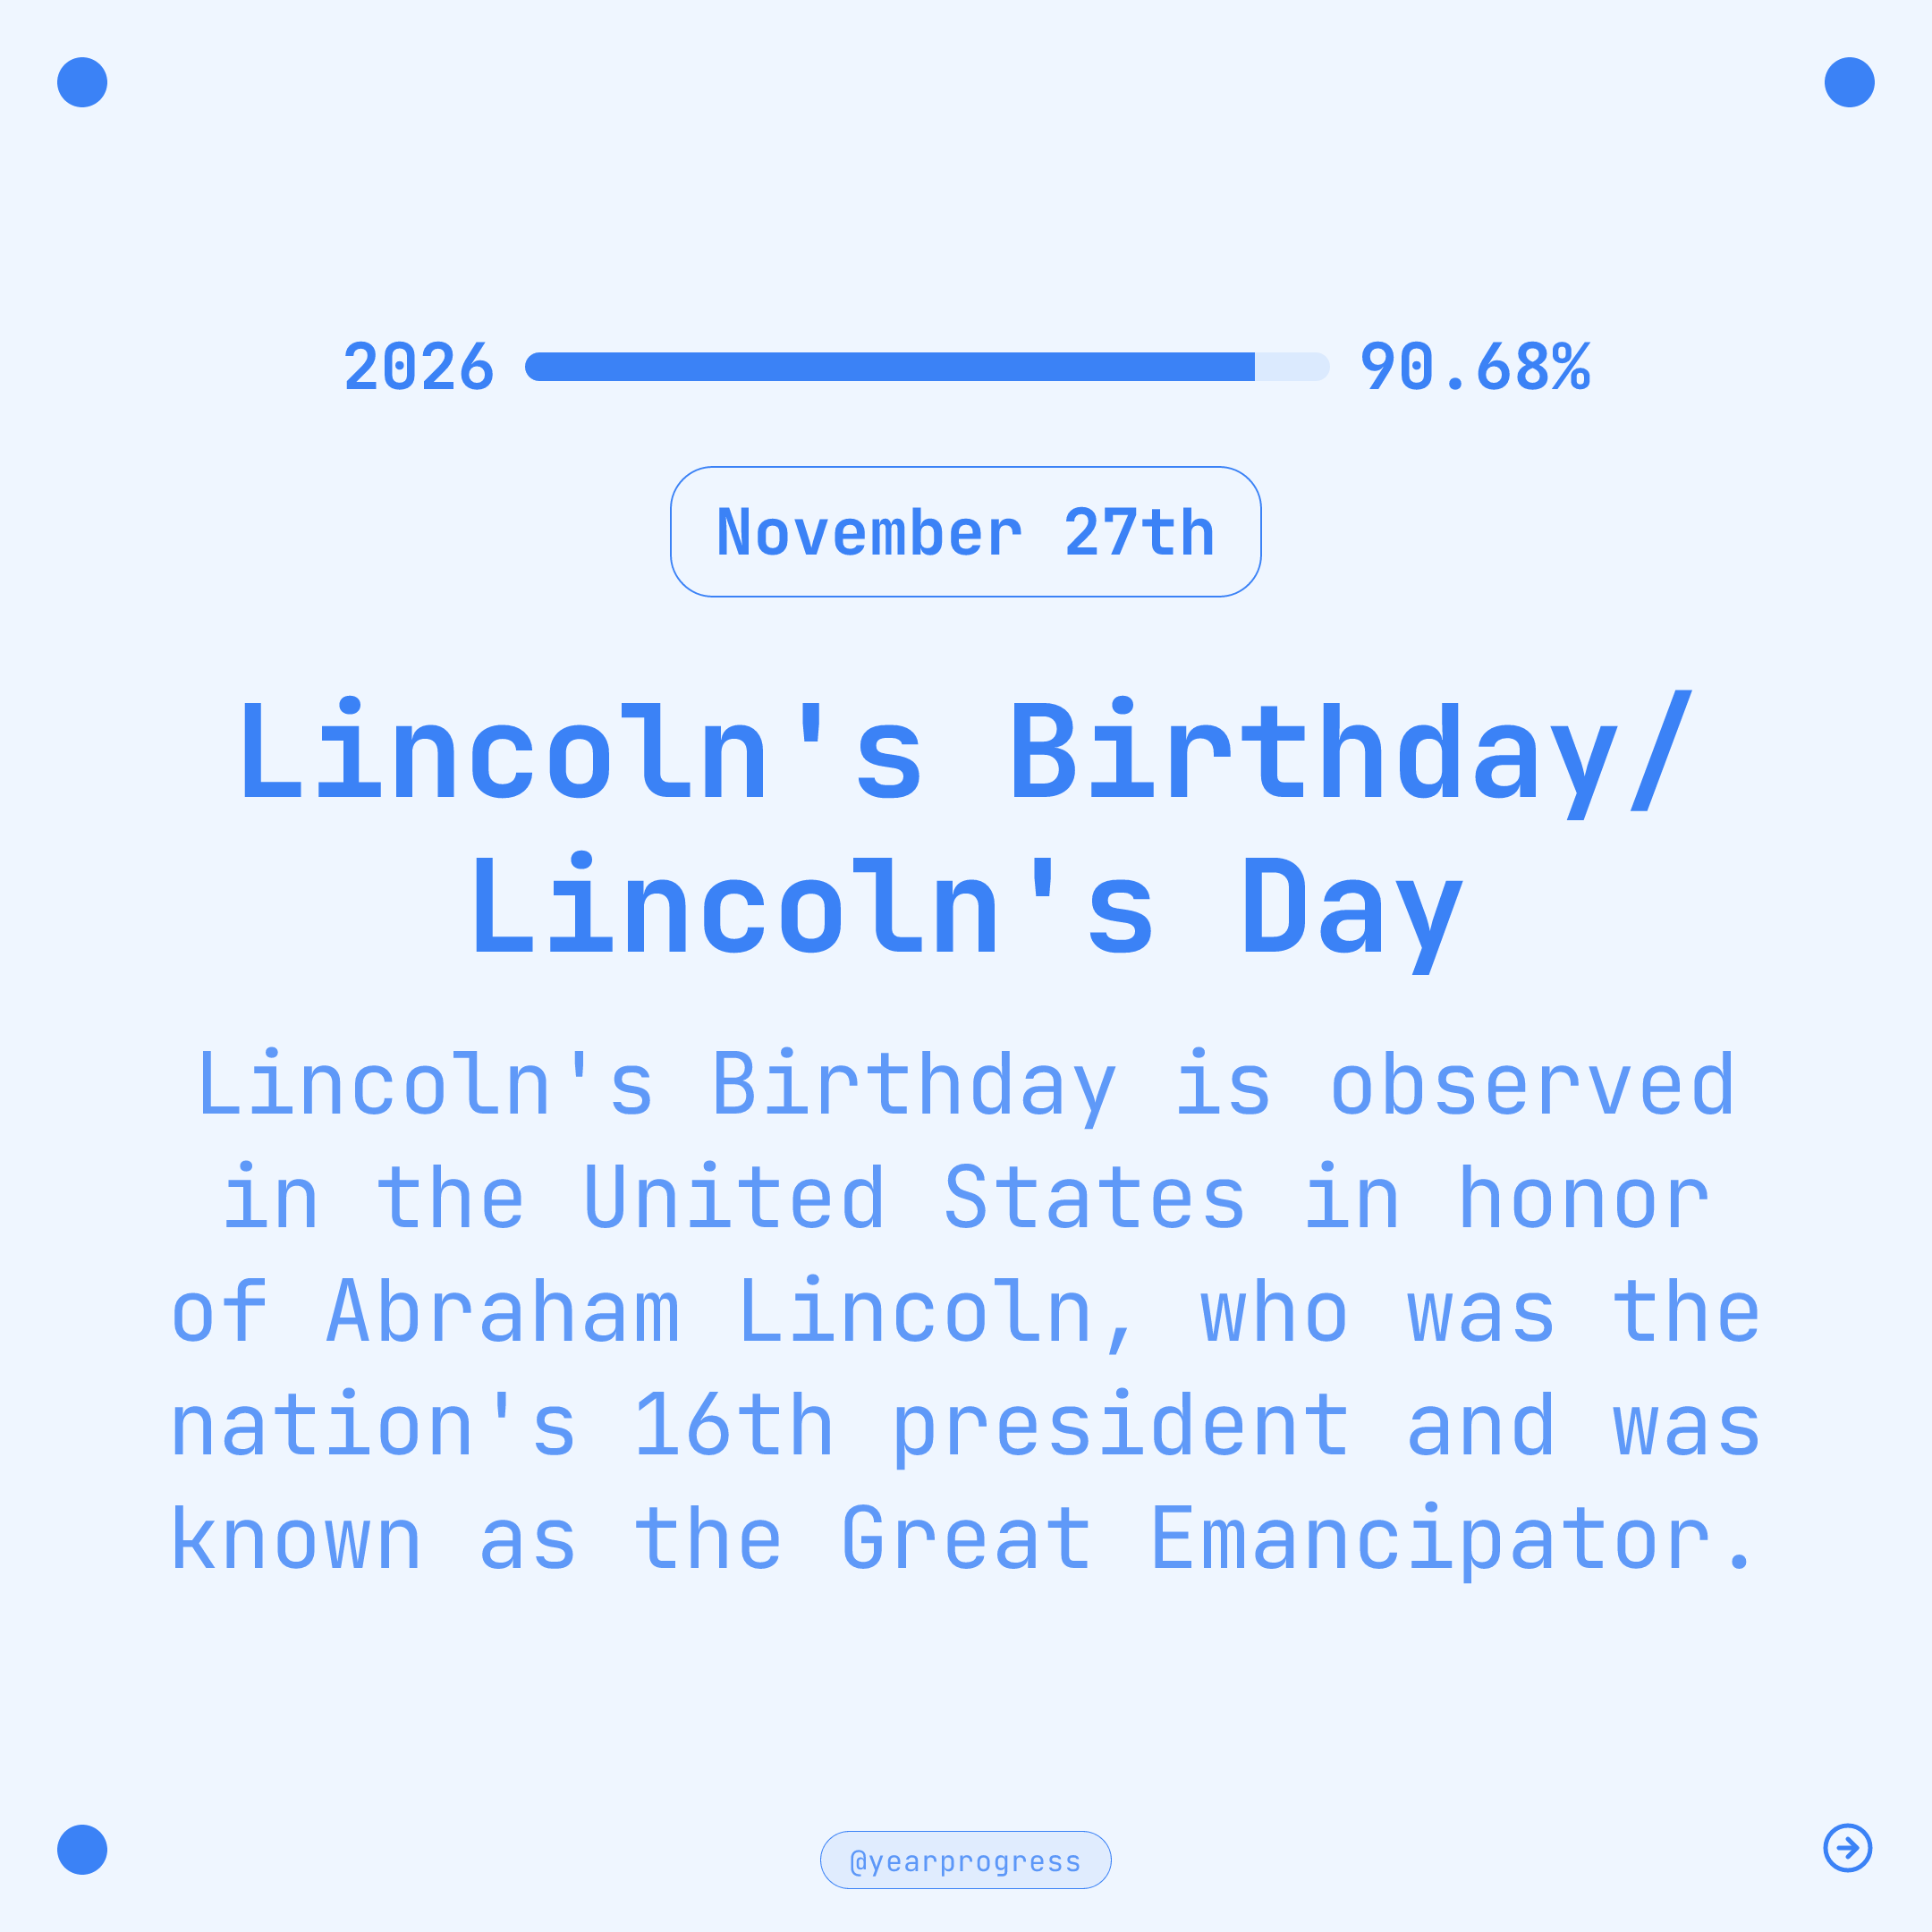 2026 90.68%
November 27th
Lincoln's Birthday/
Lincoln's Day
Lincoln's Birthday is observed
in the United States in honor
of Abraham Lincoln, who was the
nation's 16th president and was
known as the Great Emancipator.
@yearprogress